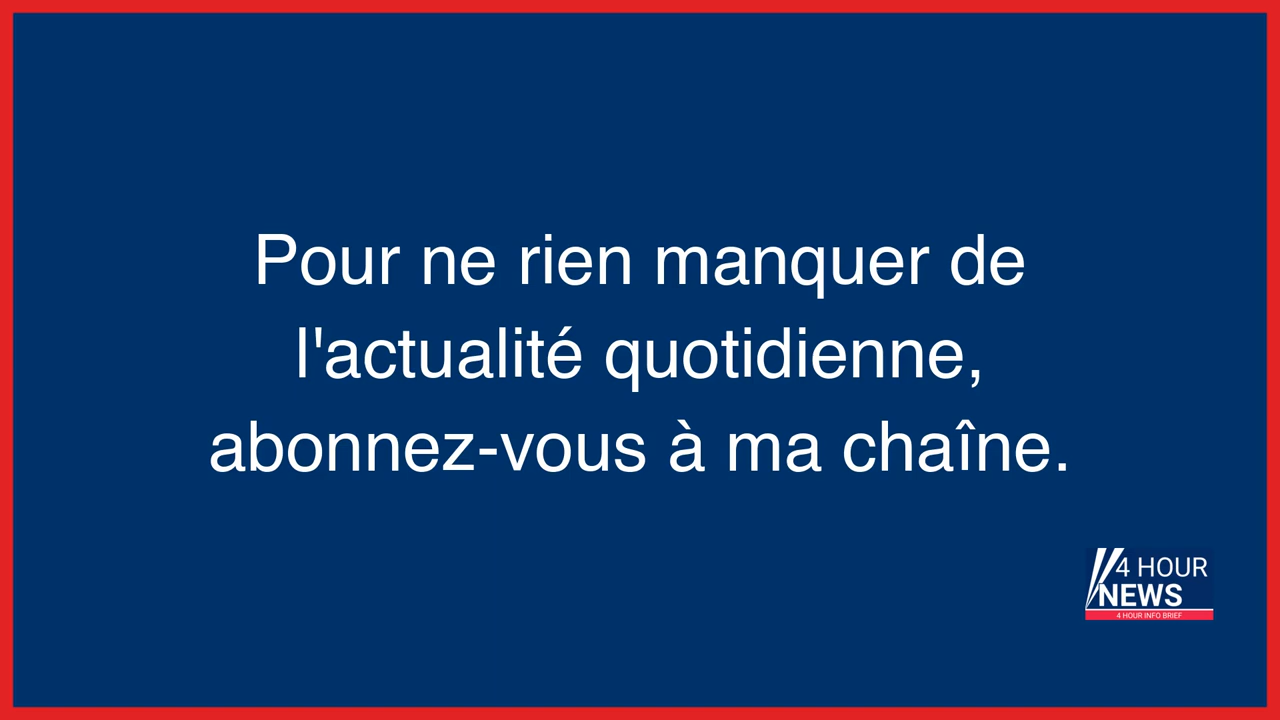 Pour ne rien manquer de
l'actualité quotidienne,
abonnez-vous à ma chaîne.
4 HOUR
NEWS
4 HOUR INFO BRIEF